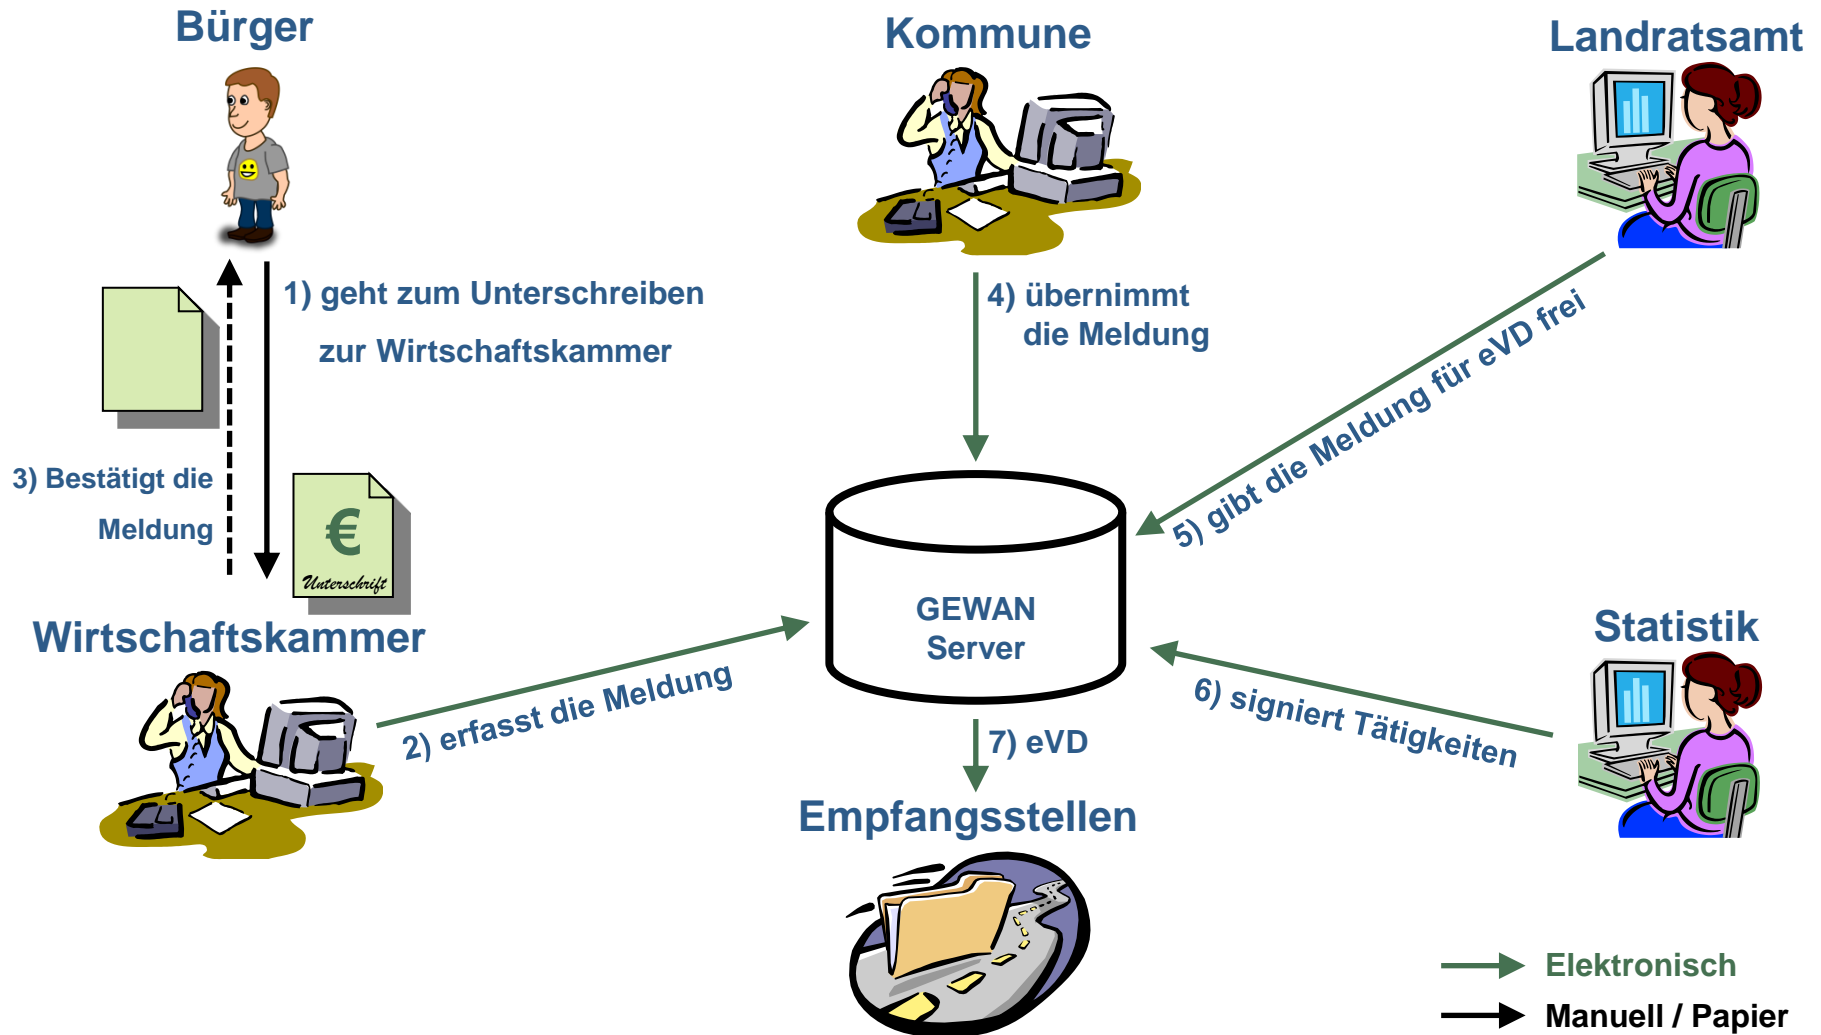 Bürger
Kommune
Landratsamt
1) geht zum Unterschreiben
zur Wirtschaftskammer
4) übernimmt
die Meldung
5) gibt die Meldung für eVD frei
3) Bestätigt die
Meldung
€
Unterschrift
Wirtschaftskammer
2) erfasst die Meldung
GEWAN
Server
Statistik
6) signiert Tätigkeiten
7) eVD
Empfangsstellen
Elektronisch
Manuell / Papier